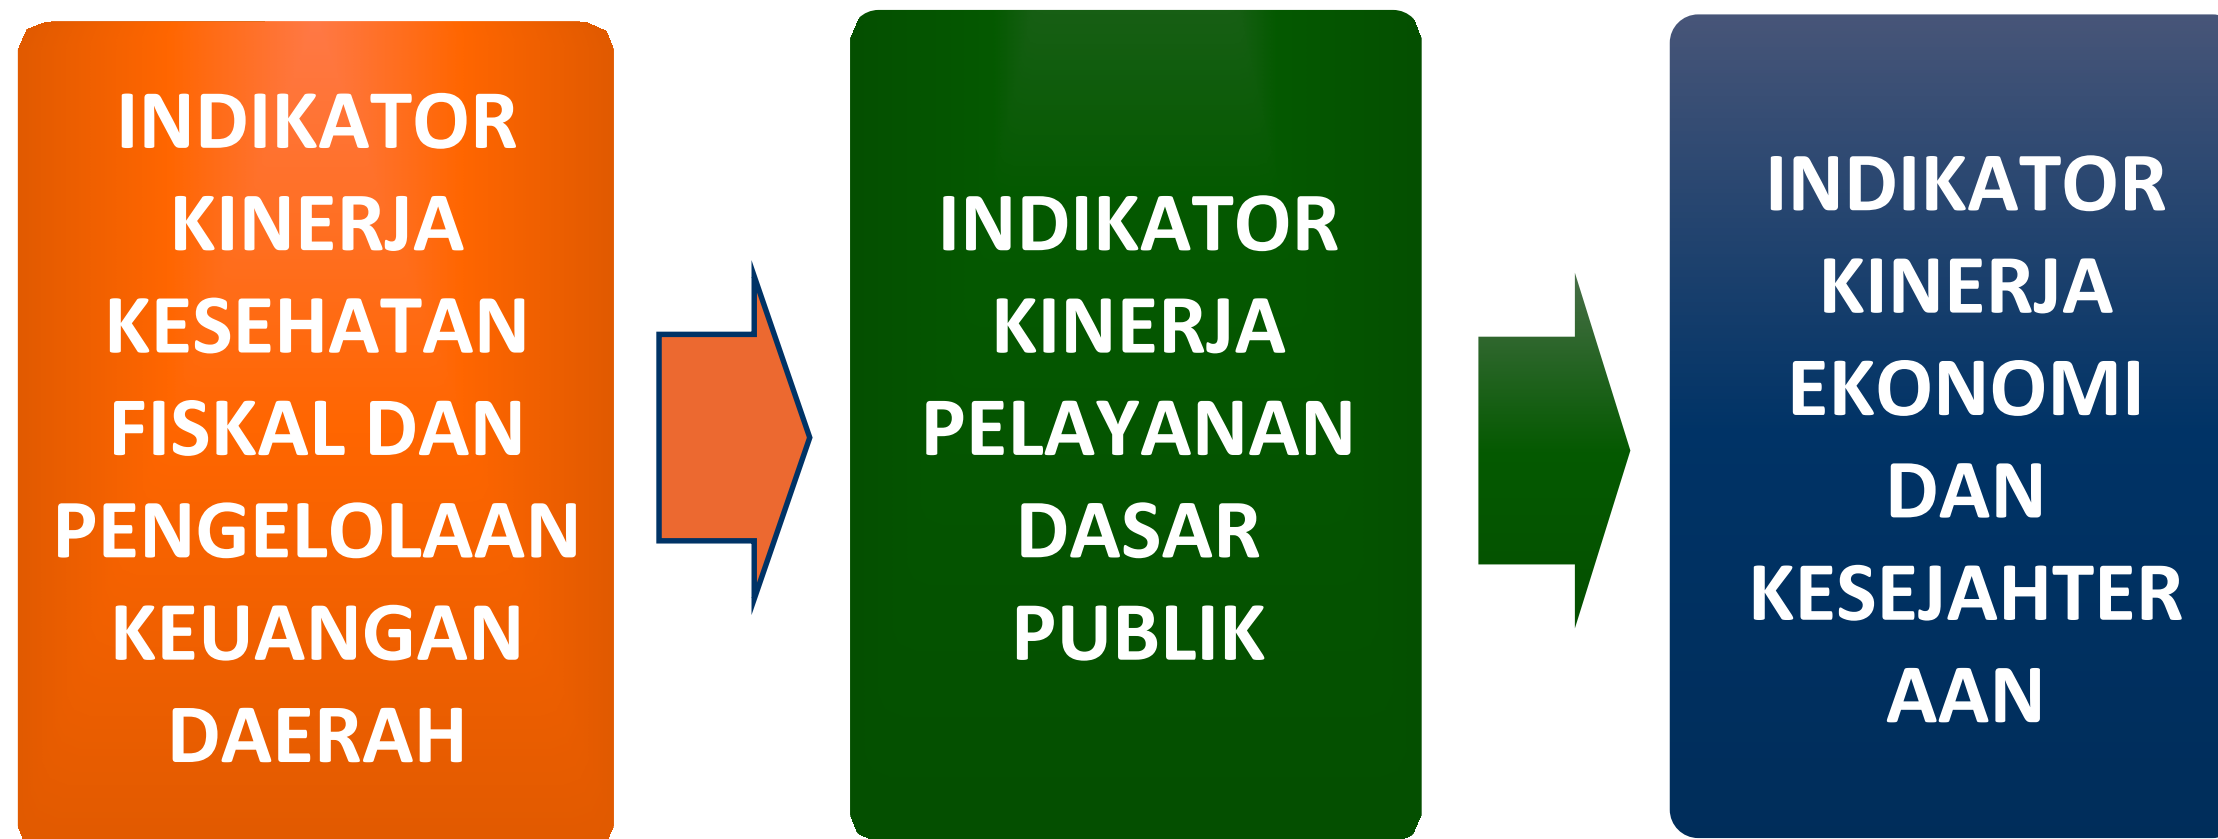 INDIKATOR
KINERJA
KESEHATAN
FISKAL DAN
PENGELOLAAN
KEUANGAN
DAERAH
INDIKATOR
KINERJA
PELAYANAN
DASAR
PUBLIK
INDIKATOR
KINERJA
EKONOMI
DAN
KESEJAHTER
AAN